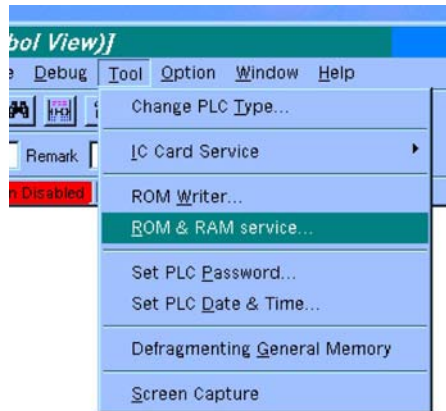 bol View)]
e Debug Tool Option Window Help
Change PLC Type...
IC Card Service
Remark
n Disabled
ROM Writer...
ROM & RAM service...
Set PLC Password...
Set PLC Date & Time...
Defragmenting General Memory
Screen Capture